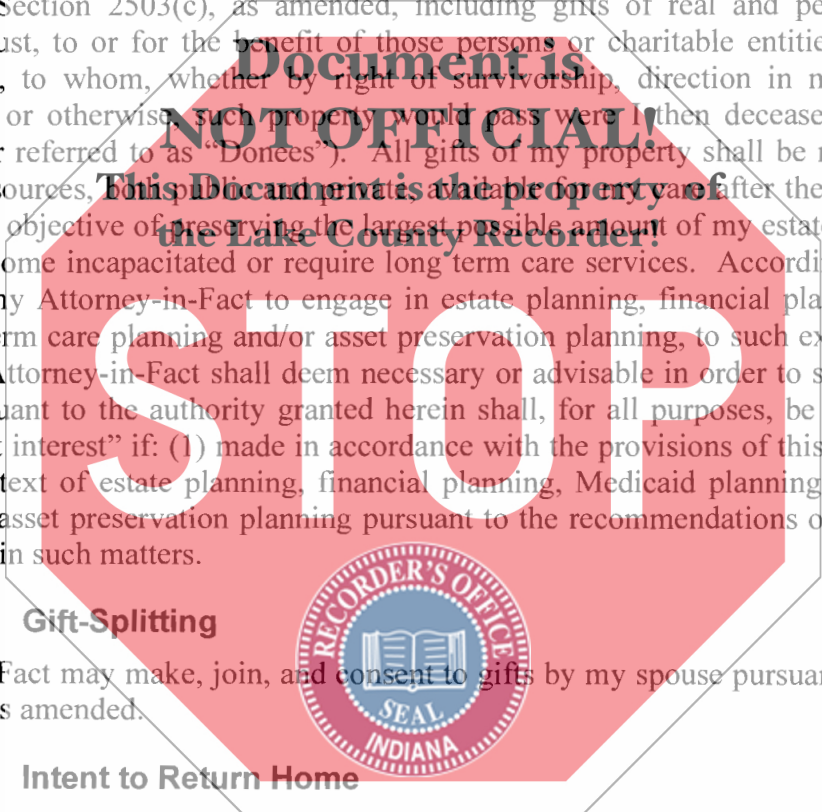 Section 2503(c), as amended, including gifts of real and pe
ust, to or for the benefit of those persons or charitable entitie
, to whom, whether by right of survivorship, direction in m
or otherwise, such property would pass were I then decease
r referred to as “Donees”). All gifts of my property shall be m
sources, both public and private, available for my care after the
objective of preserving the largest possible amount of my estat
ome incapacitated or require long term care services. Accordi
ny Attorney-in-Fact to engage in estate planning, financial pla
erm care planning and/or asset preservation planning, to such ex
Attorney-in-Fact shall deem necessary or advisable in order to s
uant to the authority granted herein shall, for all purposes, be
t interest” if: (1) made in accordance with the provisions of this
text of estate planning, financial planning, Medicaid planning
asset preservation planning pursuant to the recommendations o
in such matters.
Gift-Splitting
Fact may make, join, and consent to gifts by my spouse pursuan
s amended.
Intent to Return Home
Document is
NOT OFFICIAL!
This Document is the property of
the Lake County Recorder!
STOP
RECORDER'S OFFICE
SEAL
INDIANA